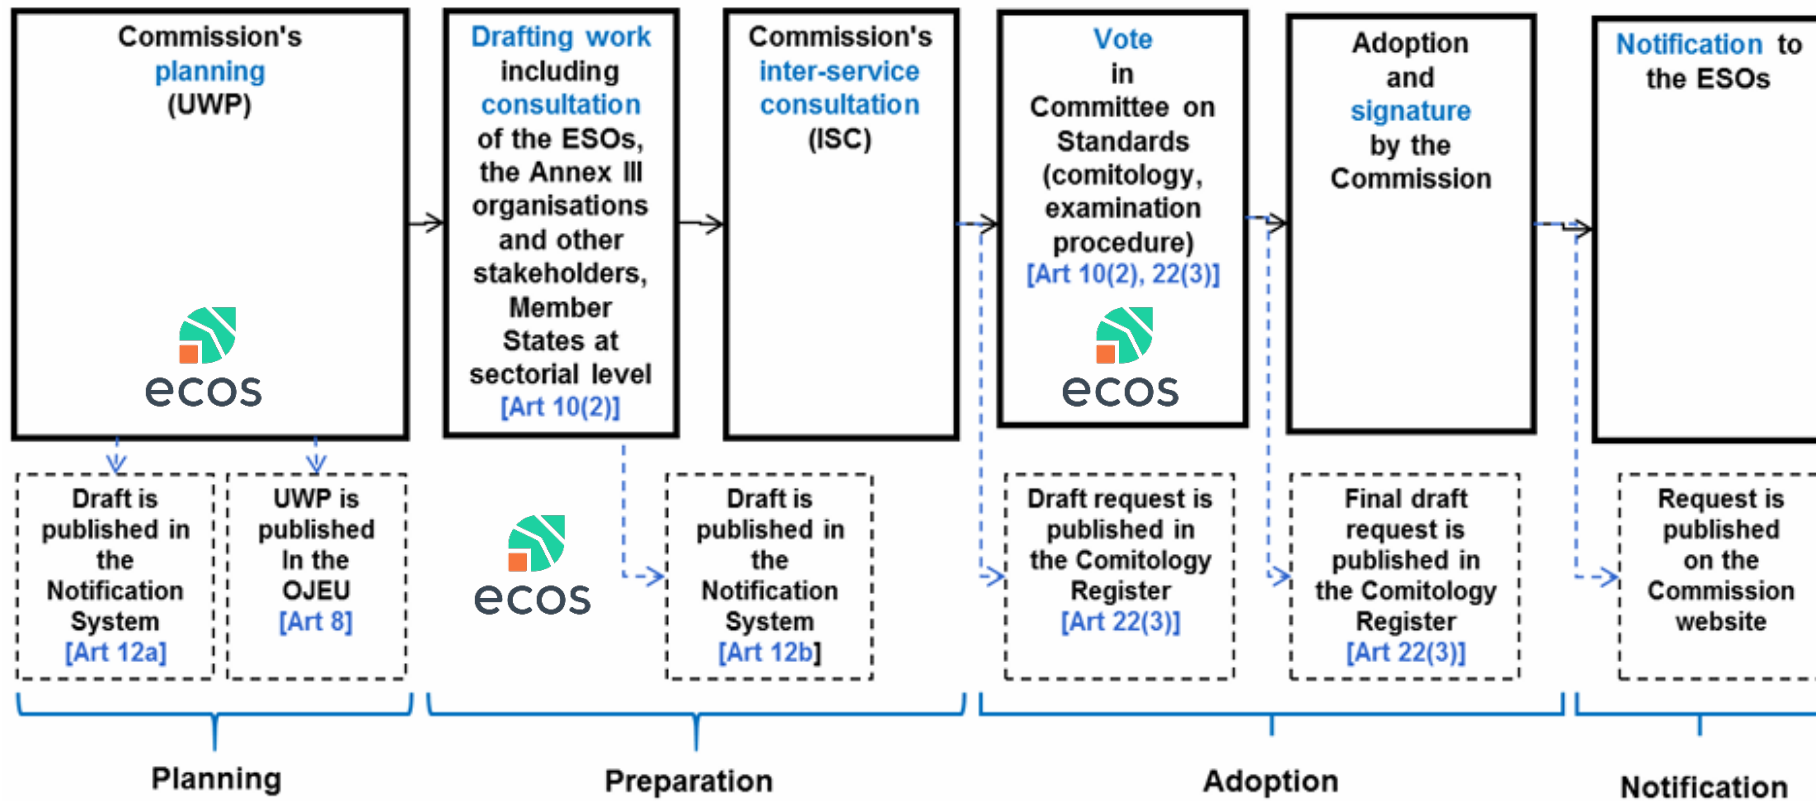 Commission's
planning
(UWP)
ecos
Drafting work
including
consultation
of the ESOs,
the Annex III
organisations
and other
stakeholders,
Member
States at
sectorial level
[Art 10(2)]
Commission's
inter-service
consultation
(ISC)
Vote
in
Committee on
Standards
(comitology,
examination
procedure)
[Art 10(2), 22(3)]
ecos
Adoption
and
signature
by the
Commission
Notification to
the ESOs
Draft is
published in
the
Notification
System
[Art 12a]
UWP is
published
In the
OJEU
[Art 8]
ecos
Draft is
published in
the
Notification
System
[Art 12b]
Draft request is
published in
the Comitology
Register
[Art 22(3)]
Final draft
request is
published in
the Comitology
Register
[Art 22(3)]
Request is
published
on the
Commission
website
Planning
Preparation
Adoption
Notification